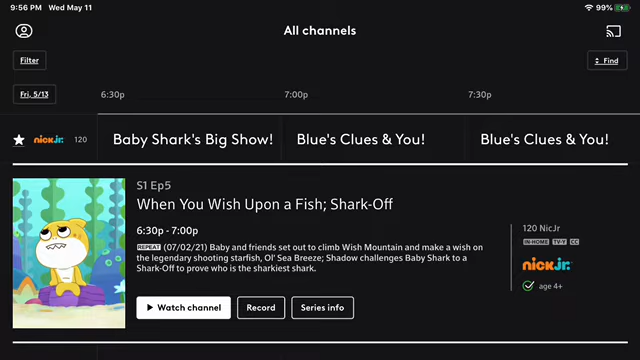 9:56 PM Wed May 11
99%
All channels
Filter
Find
Fri, 5/13
6:30p
7:00p
7:30p
nick jr.
120
Baby Shark's Big Show!
Blue's Clues & You!
Blue's Clues & You!
S1 Ep5
When You Wish Upon a Fish; Shark-Off
6:30p - 7:00p
REPEAT (07/02/21) Baby and friends set out to climb Wish Mountain and make a wish on
the legendary shooting starfish, Ol' Sea Breeze; Shadow challenges Baby Shark to a
Shark-Off to prove who is the sharkiest shark.
120 NicJr
IN-HOME TV-Y CC
nick jr.
age 4+
Watch channel
Record
Series info